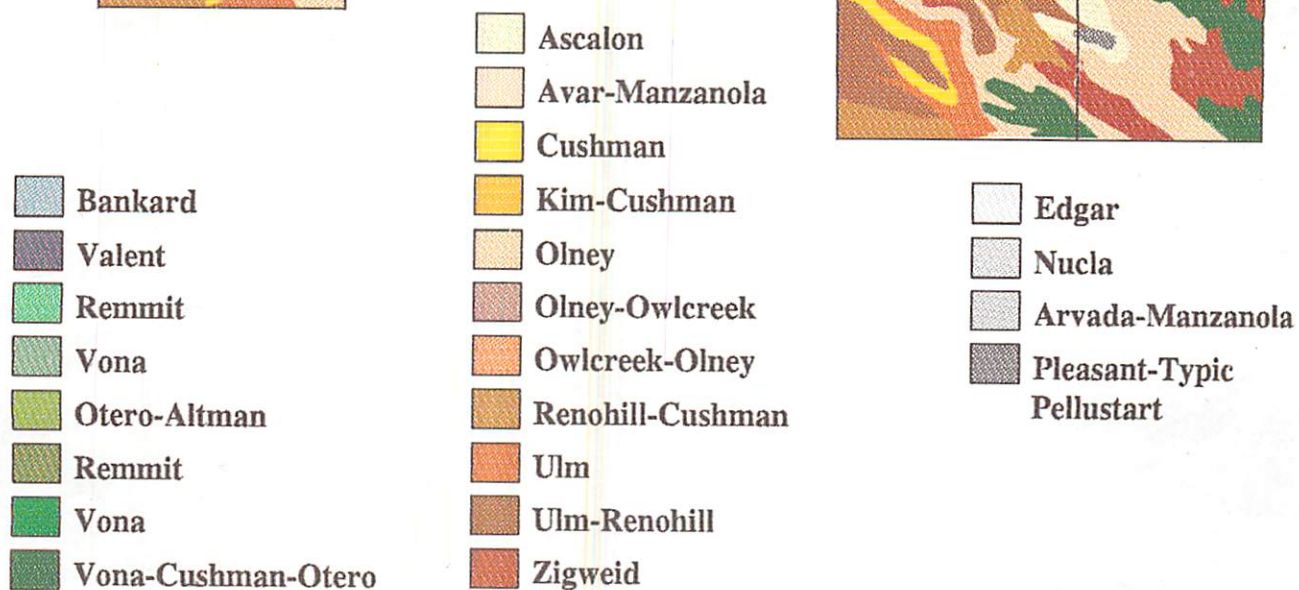 Bankard
Valent
Remmit
Vona
Otero-Altman
Remmit
Vona
Vona-Cushman-Otero
Ascalon
Avar-Manzanola
Cushman
Kim-Cushman
Olney
Olney-Owlcreek
Owlcreek-Olney
Renohill-Cushman
Ulm
Ulm-Renohill
Zigweid
Edgar
Nucla
Arvada-Manzanola
Pleasant-Typic
Pellustart